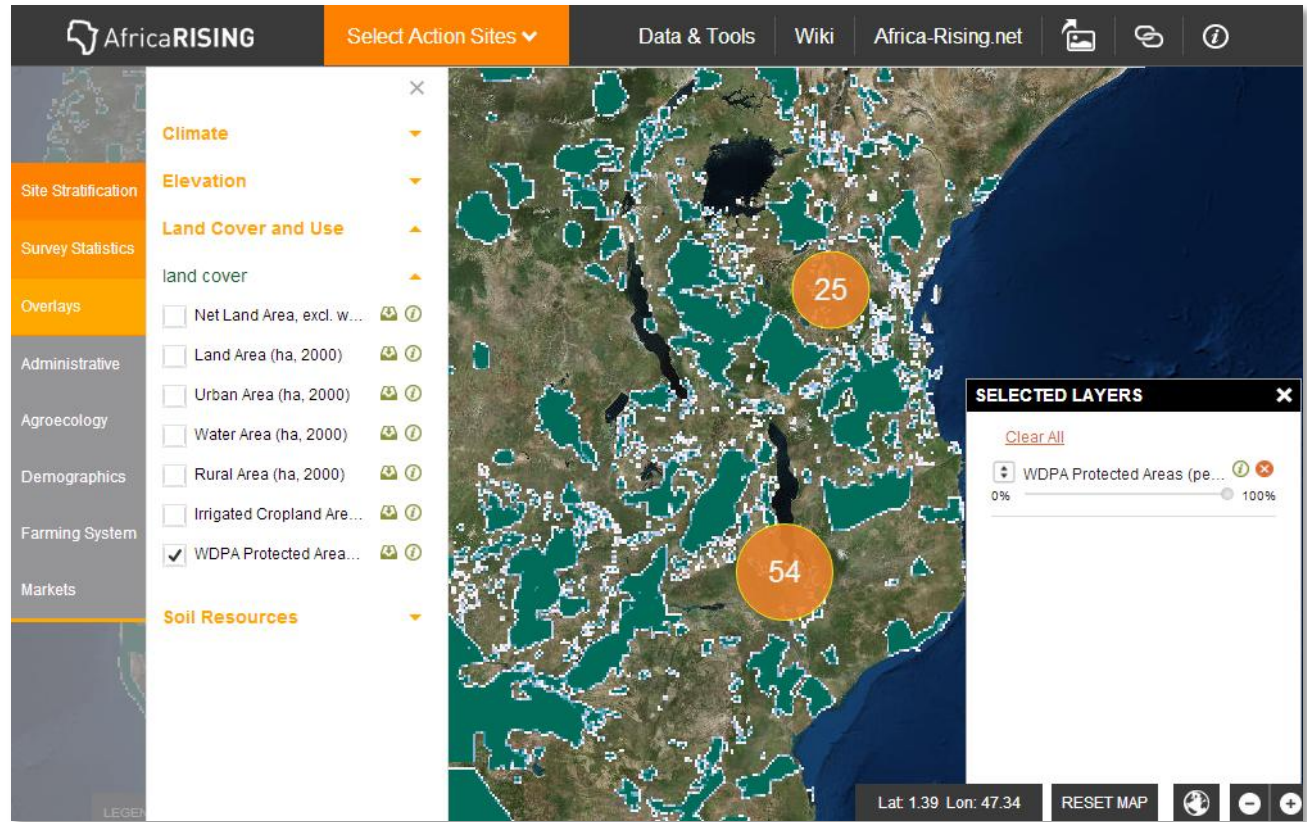 AfricaRISING
Select Action Sites
Data & Tools
Wiki
Africa-Rising.net
Climate
Elevation
Land Cover and Use
land cover
Net Land Area, excl. w...
Land Area (ha, 2000)
Urban Area (ha, 2000)
Water Area (ha, 2000)
Rural Area (ha, 2000)
Irrigated Cropland Are...
WDPA Protected Area...
Soil Resources
Site Stratification
Survey Statistics
Overlays
Administrative
Agroecology
Demographics
Farming System
Markets
LEGEN
25
54
SELECTED LAYERS
Clear All
WDPA Protected Areas (pe...
0%
100%
Lat: 1.39 Lon: 47.34
RESET MAP